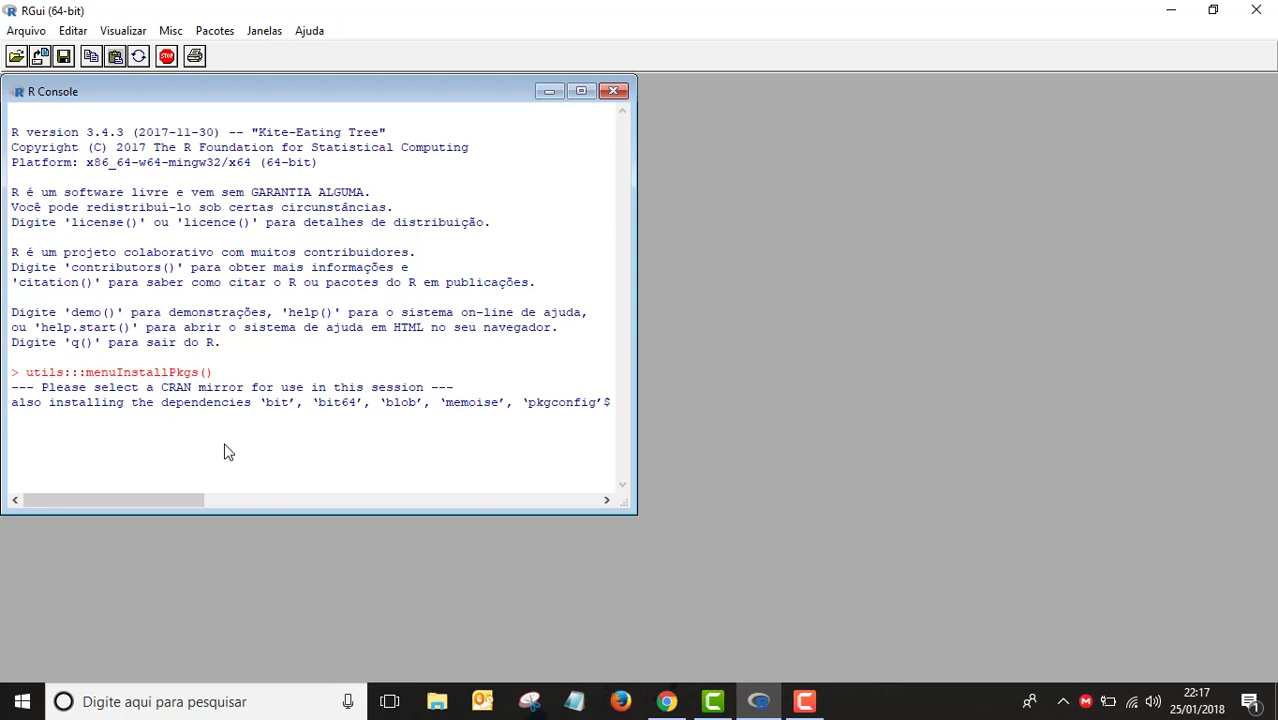 RGui (64-bit)
Arquivo Editar Visualizar Misc Pacotes Janelas Ajuda
STOP
R Console
R version 3.4.3 (2017-11-30) -- "Kite-Eating Tree"
Copyright (C) 2017 The R Foundation for Statistical Computing
Platform: x86_64-w64-mingw32/x64 (64-bit)
R é um software livre e vem sem GARANTIA ALGUMA.
Você pode redistribuí-lo sob certas circunstâncias.
Digite 'license()' ou 'licence()' para detalhes de distribuição.
R é um projeto colaborativo com muitos contribuidores.
Digite 'contributors()' para obter mais informações e
'citation()' para saber como citar o R ou pacotes do R em publicações.
Digite 'demo()' para demonstrações, 'help()' para o sistema on-line de ajuda,
ou 'help.start()' para abrir o sistema de ajuda em HTML no seu navegador.
Digite 'q()' para sair do R.
> utils:::menuInstallPkgs()
--- Please select a CRAN mirror for use in this session ---
also installing the dependencies ‘bit’, ‘bit64’, ‘blob’, ‘memoise’, ‘pkgconfig’$
Digite aqui para pesquisar
22:17
25/01/2018